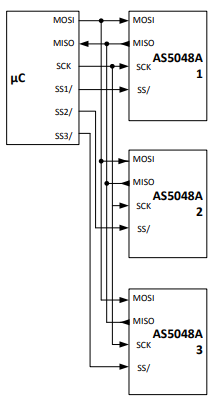 µC
MOSI
MISO
SCK
SS1/
SS2/
SS3/
MOSI
MISO
SCK
SS/
AS5048A
1
MOSI
MISO
SCK
SS/
AS5048A
2
MOSI
MISO
SCK
SS/
AS5048A
3